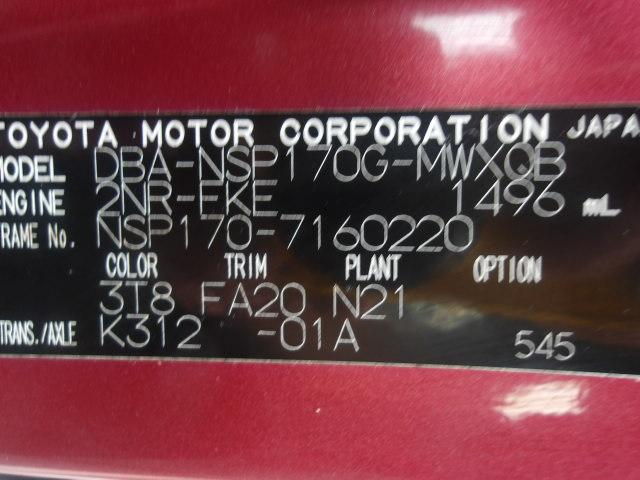 TOYOTA MOTOR CORPORATION JAPA
MODEL DBA-NSP170G-MWXQB
ENGINE 2NR-FKE 1496 mL
FRAME No. NSP170-7160220
COLOR TRIM PLANT OPTION
3T8 FA20 N21
TRANS./AXLE K312 -01A 545